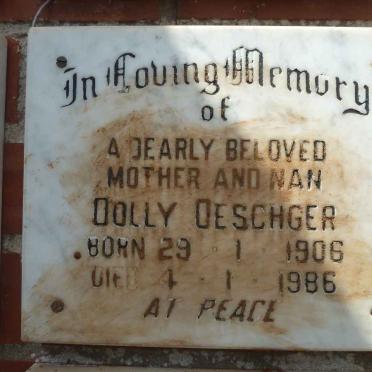 In Loving Memory
of
A DEARLY BELOVED
MOTHER AND NAN
DOLLY OESCHGER
BORN 29 · 1 · 1906
DIED 4 · 1 · 1986
AT PEACE